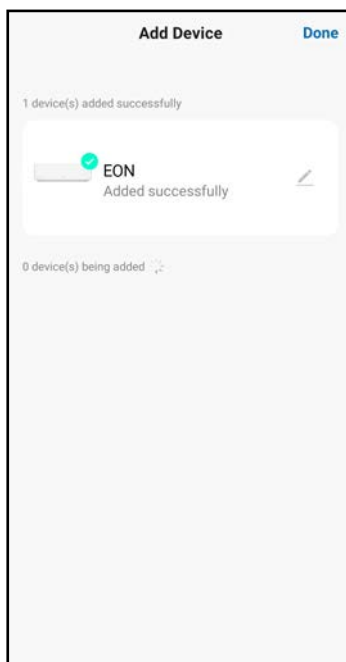 Add Device
Done
1 device(s) added successfully
EON
Added successfully
0 device(s) being added